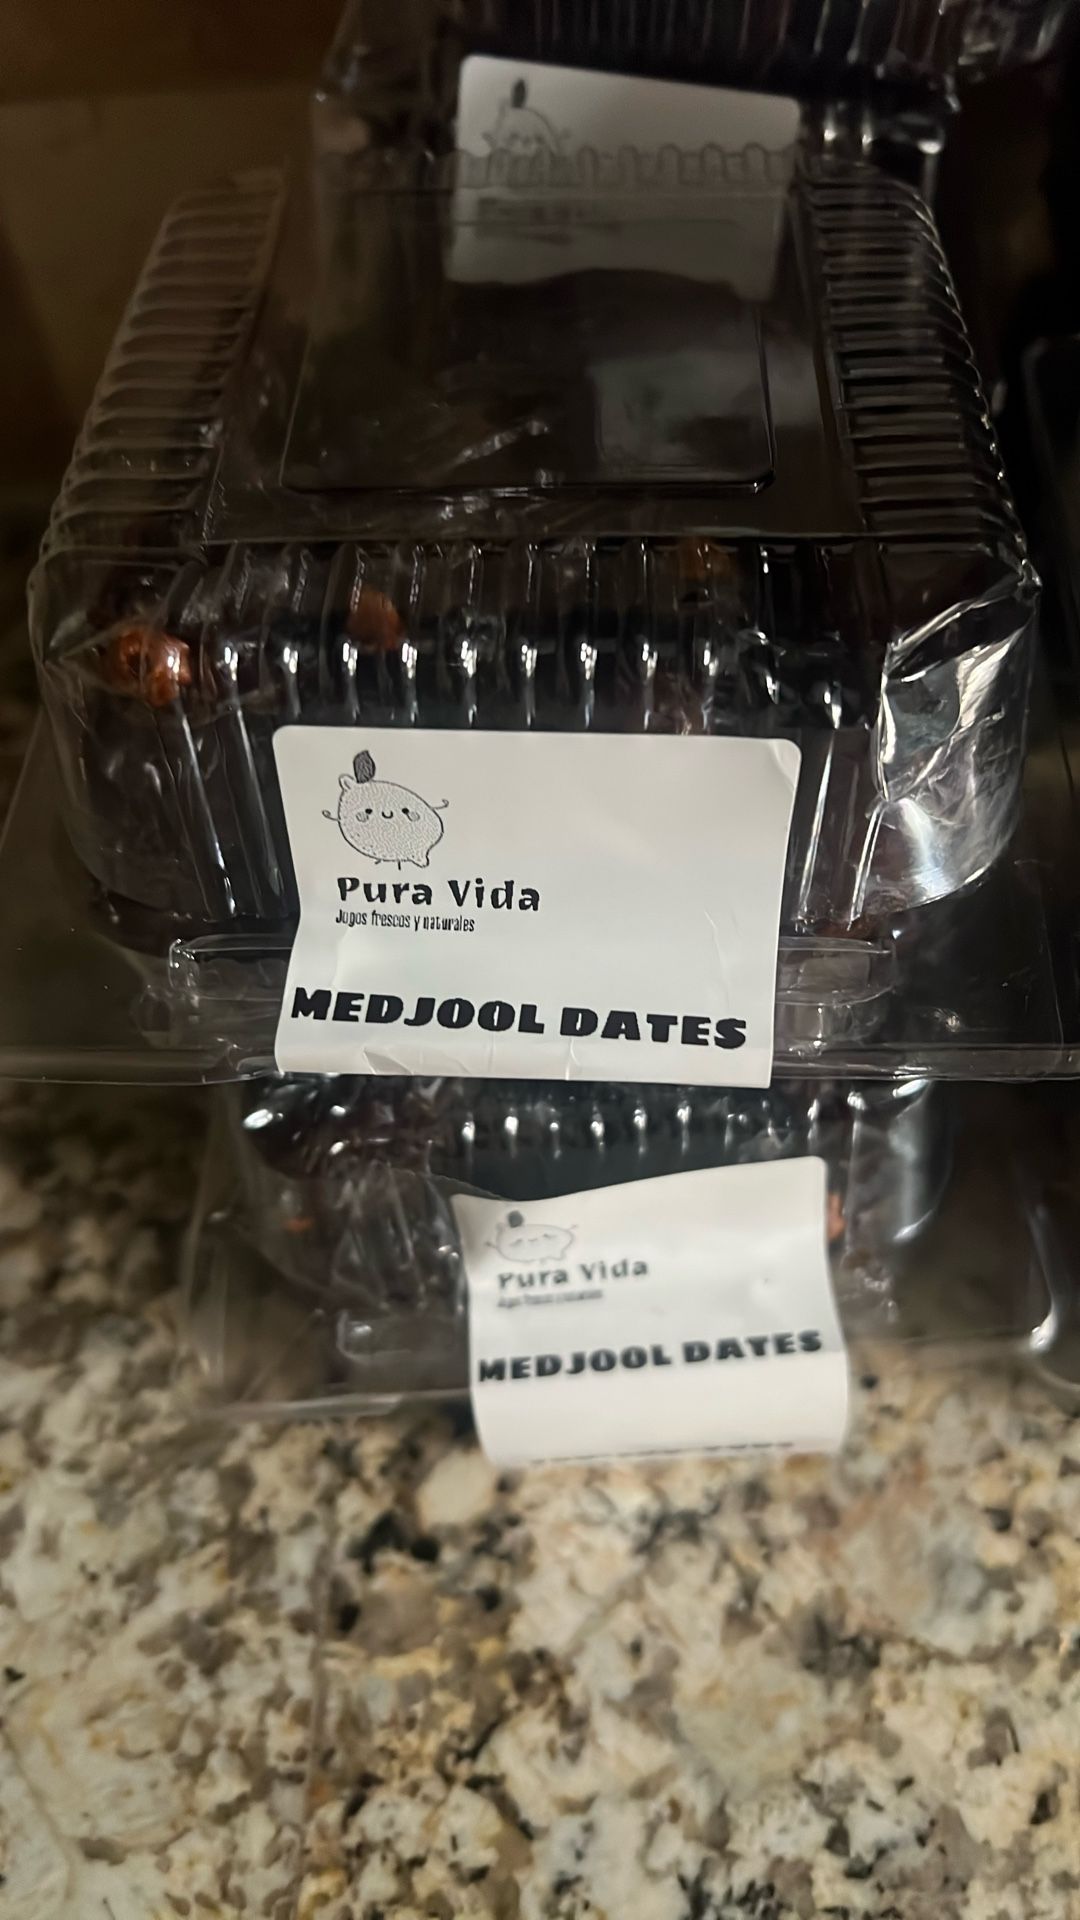 Pura Vida
Jugos frescos y naturales
MEDJOOL DATES
Pura Vida
MEDJOOL DATES